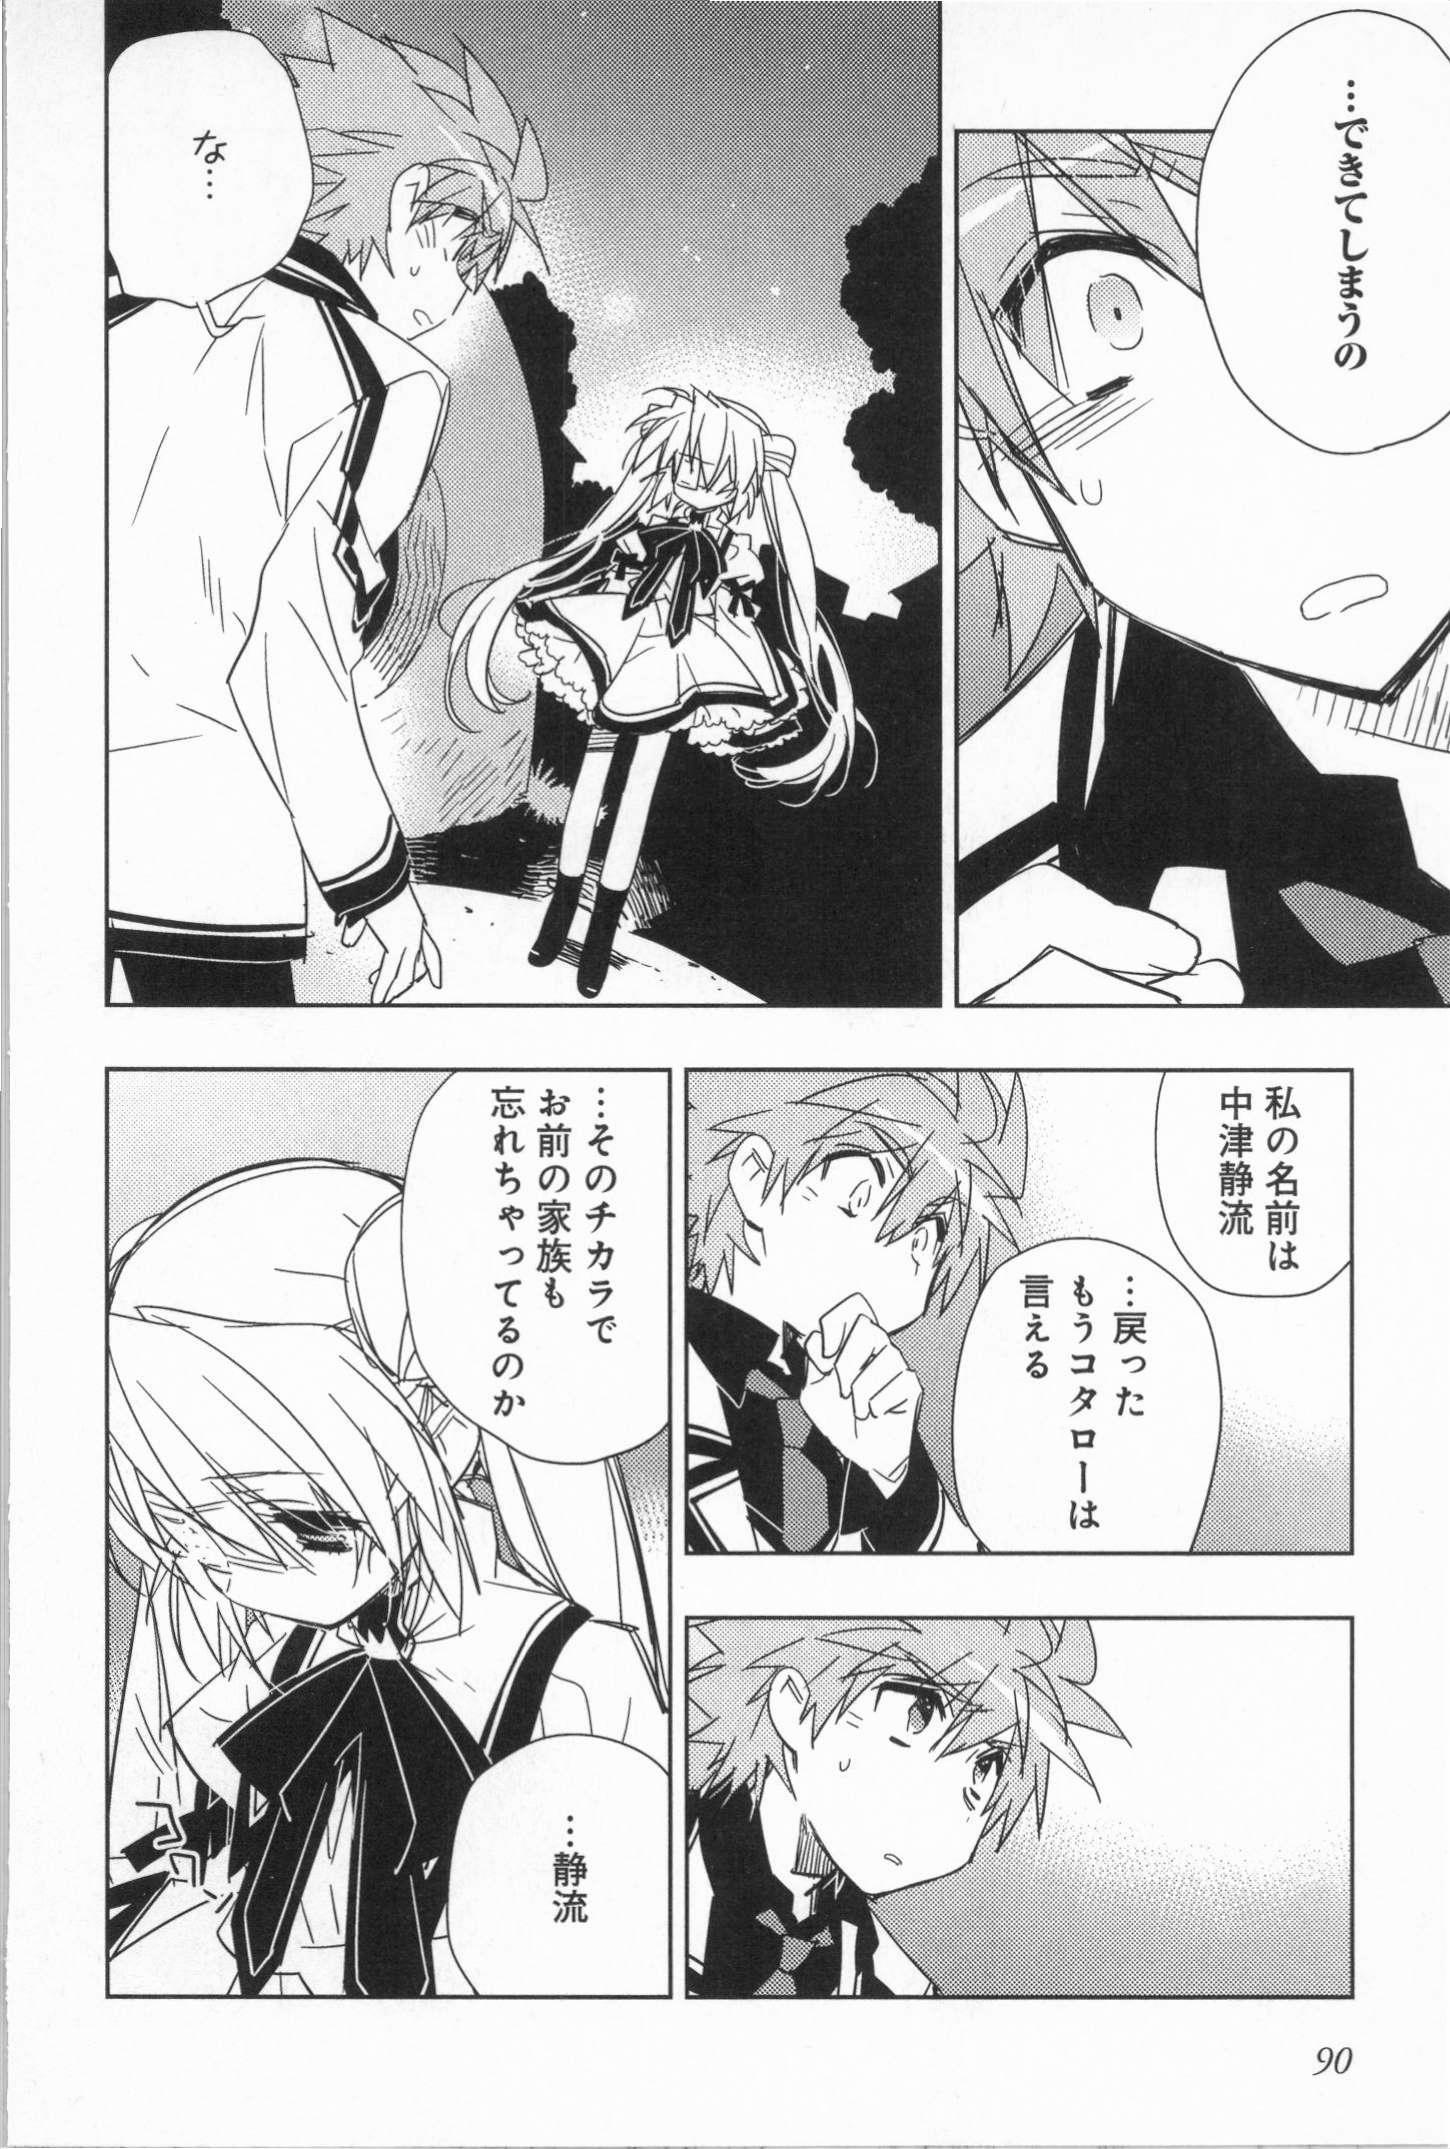 …できてしまうの
な…
私の名前は
中津静流
…戻った
もうコタローは
言える
…そのチカラで
お前の家族も
忘れちゃってるのか
…静流
90